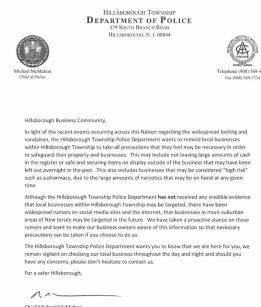 HILLSBOROUGH TOWNSHIP
DEPARTMENT OF POLICE
379 SOUTH BRANCH ROAD
HILLSBOROUGH, N. J. 08844
Michael McMahon
Chief of Police
Telephone (908) 369-4
Fax (908) 369-7334
Hillsborough Business Community,
In light of the recent events occurring across this Nation regarding the widespread looting and
vandalism, the Hillsborough Township Police Department wants to remind local businesses
within Hillsborough Township to take all precautions that they feel may be necessary in order
to safeguard their property and businesses. This may include not leaving large amounts of cash
in the register or safe and securing items on display outside of the business that may have been
left out overnight in the past. This also includes businesses that may be considered "high risk"
such as a pharmacy, due to the large amounts of narcotics that may be on hand at any given
time.
Although the Hillsborough Township Police Department has not received any credible evidence
that local businesses within Hillsborough Township may be targeted, there have been
widespread rumors on social media sites and the internet, that businesses in more suburban
areas of New Jersey may be targeted in the future. We have taken a proactive stance on these
rumors and want to make our business owners aware of this information so that necessary
precautions can be taken if you choose to do so.
The Hillsborough Township Police Department wants you to know that we are here for you, we
remain vigilant on checking our local business throughout the day and night and should you
have any concerns, please don't hesitate to contact us.
For a safer Hillsborough,
Chief Michael McMahon